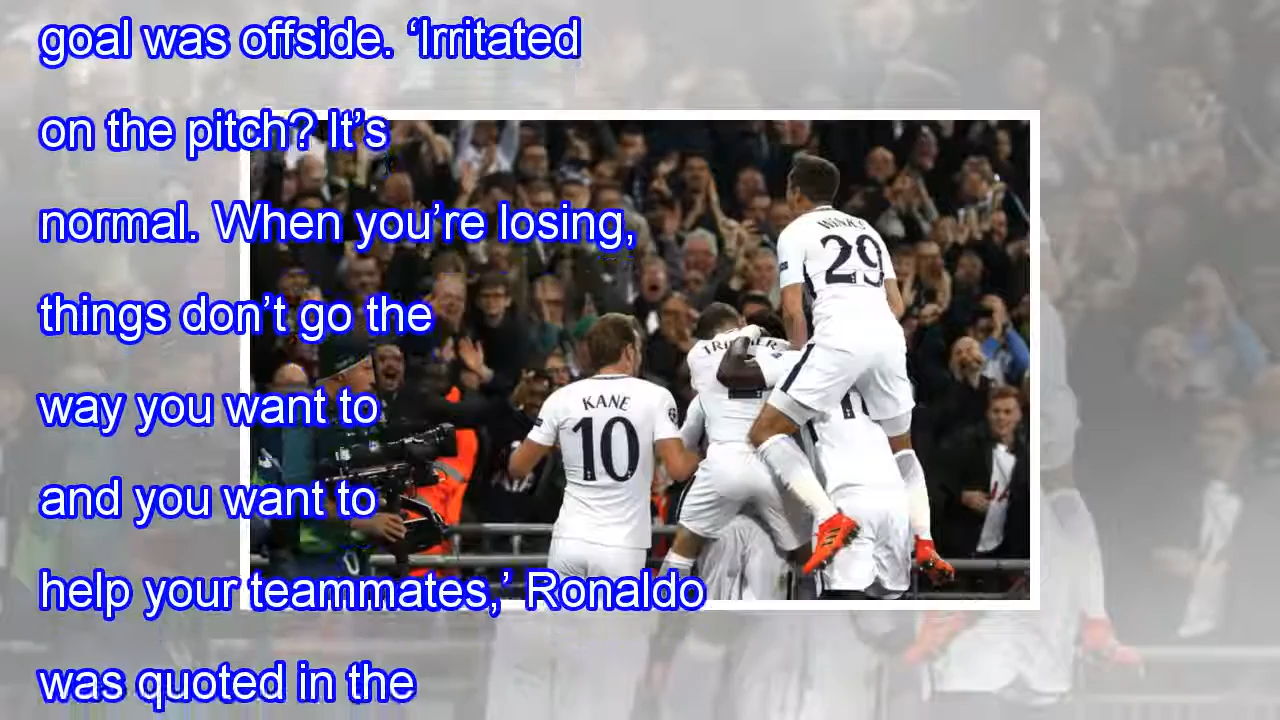 goal was offside. ‘Irritated
on the pitch? It’s
normal. When you’re losing,
things don’t go the
way you want to
and you want to
help your teammates,’ Ronaldo
was quoted in the
WINKS
29
KANE
10